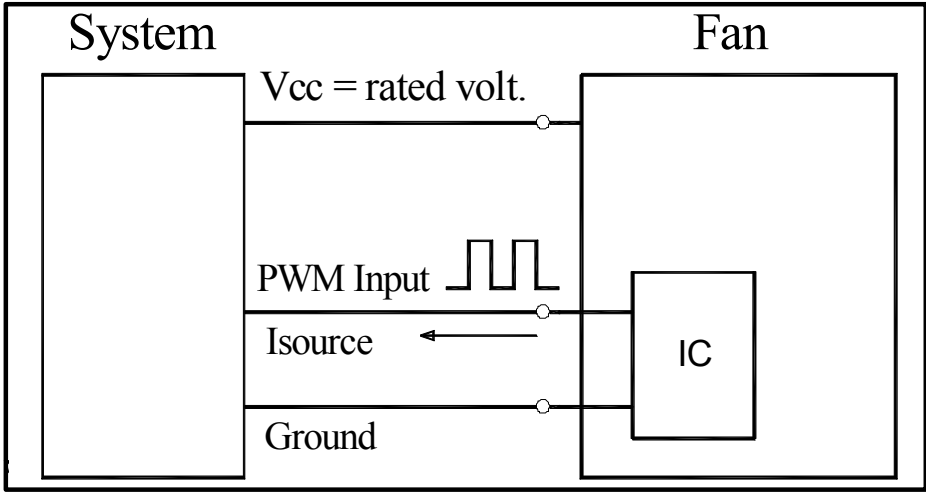 System
Fan
Vcc = rated volt.
PWM Input
Isource
IC
Ground